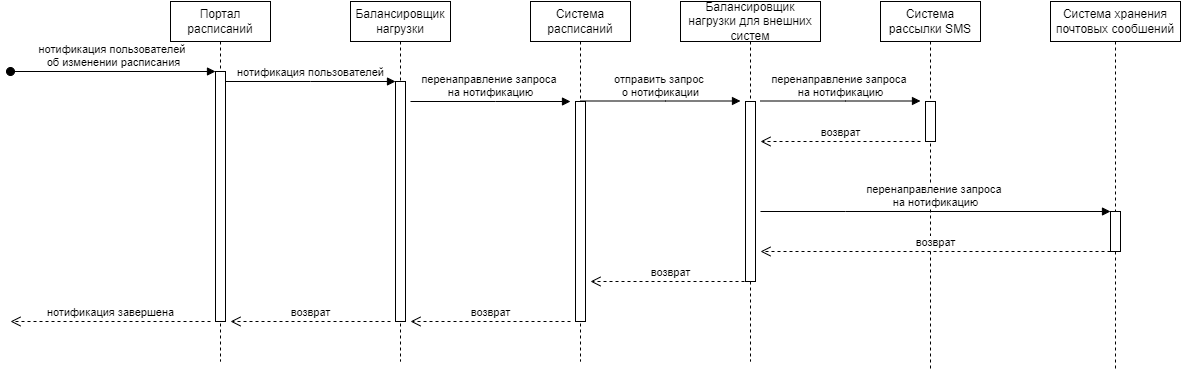 Портал
расписаний
Балансировщик
нагрузки
Система
расписаний
Балансировщик
нагрузки для внешних
систем
Система
рассылки SMS
Система хранения
почтовых сообшений
нотификация пользователей
об изменении расписания
нотификация пользователей
перенаправление запроса
на нотификацию
отправить запрос
о нотификации
перенаправление запроса
на нотификацию
возврат
перенаправление запроса
на нотификацию
возврат
возврат
нотификация завершена
возврат
возврат